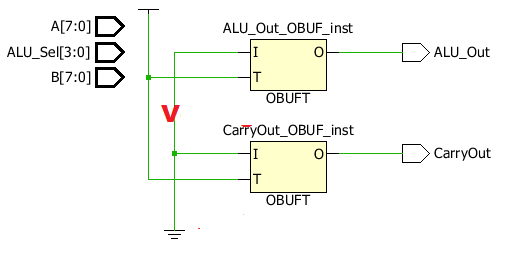 A[7:0]
ALU_Sel[3:0]
B[7:0]
ALU_Out_OBUF_inst
I
O
T
OBUFT
ALU_Out
V
CarryOut_OBUF_inst
I
O
T
OBUFT
CarryOut